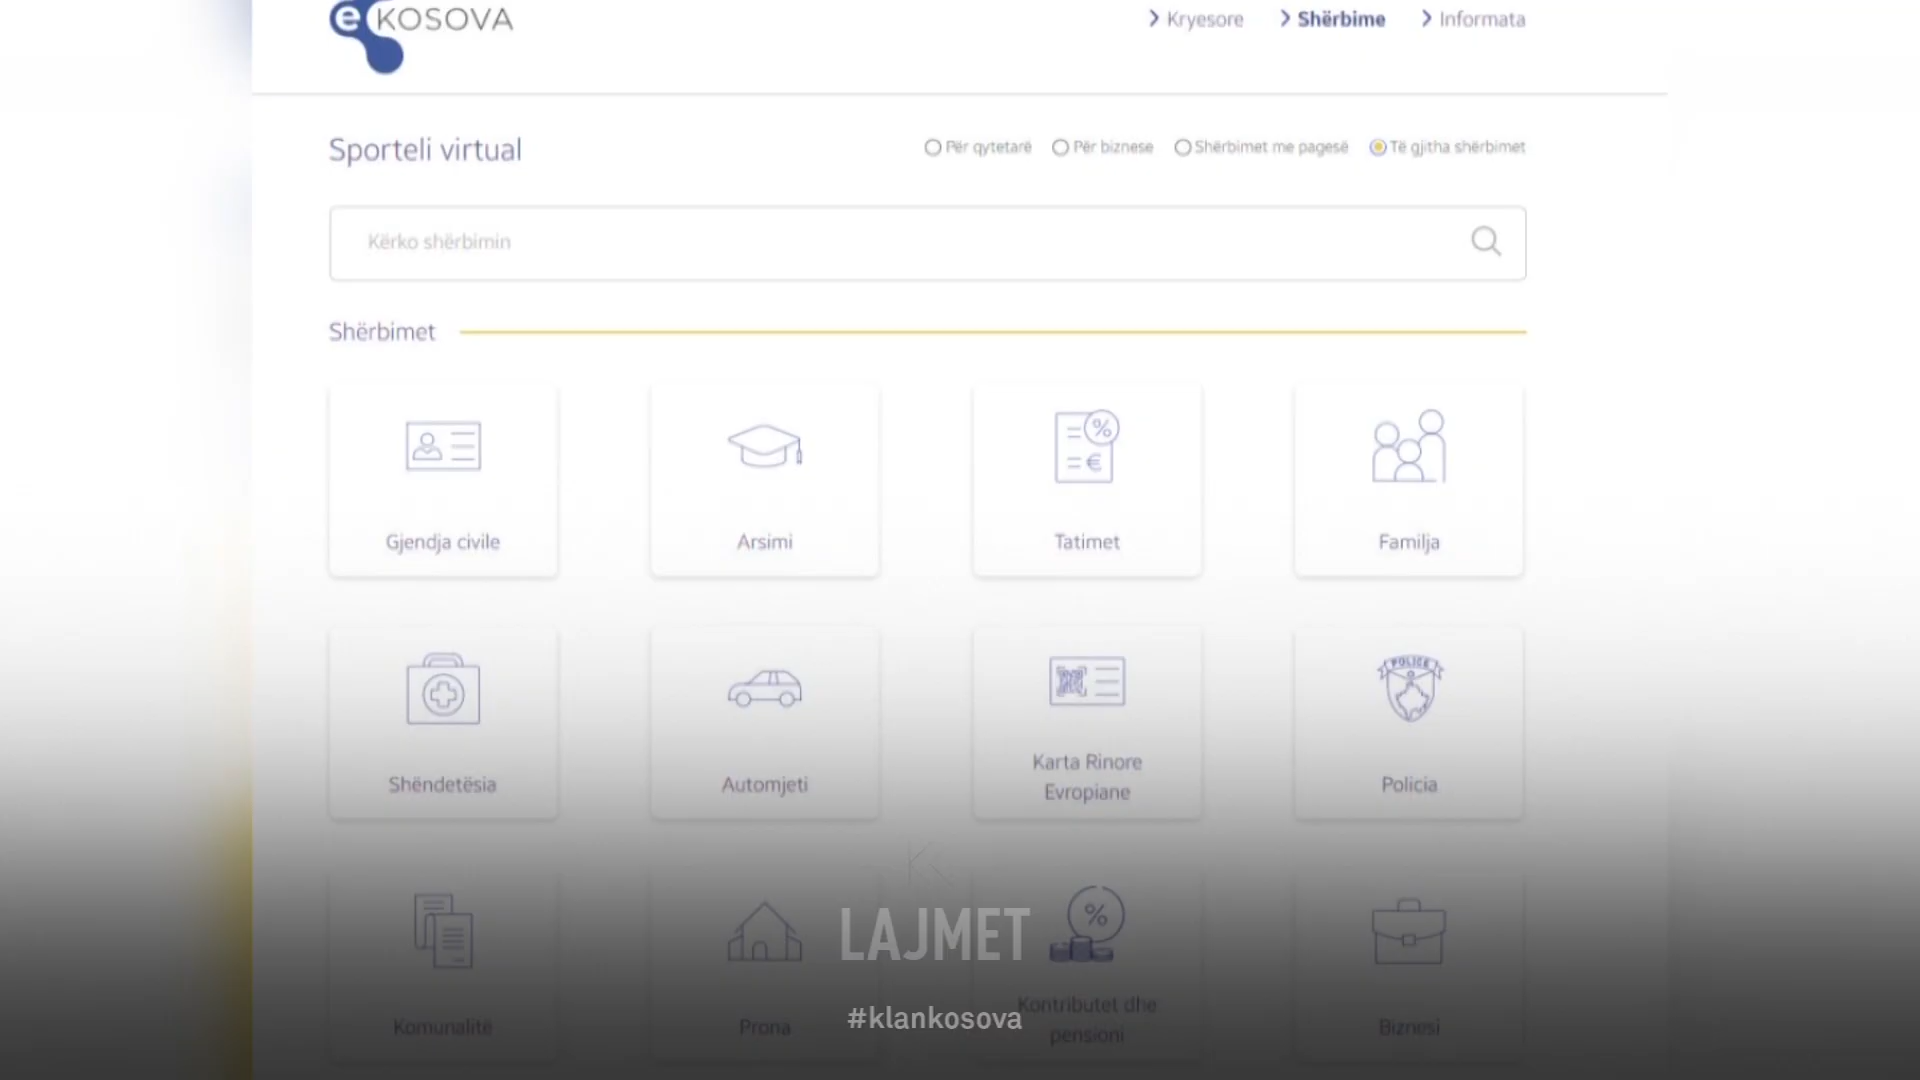 e KOSOVA
Kryesore
Shërbime
Informata
Sporteli virtual
Për qytetarë
Për biznese
Shërbimet me pagesë
Të gjitha shërbimet
Kërko shërbimin
Shërbimet
Gjendja civile
Arsimi
Tatimet
Familja
POLICE
Shëndetësia
Automjeti
Karta Rinore
Evropiane
Policia
K
LAJMET
#klankosova
Komunalitë
Prona
Kontributet dhe
pensioni
Biznesi